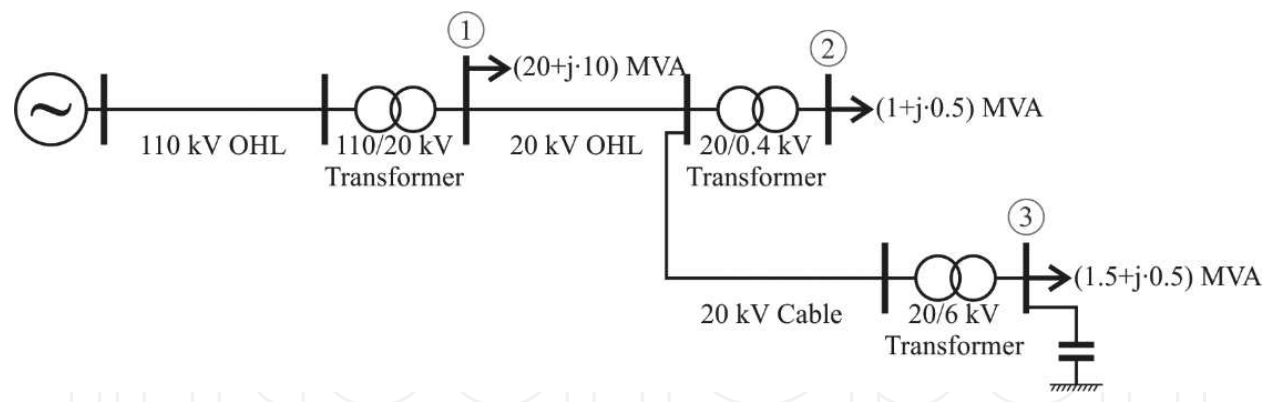 1
(20+j·10) MVA
2
(1+j·0.5) MVA
110 kV OHL
110/20 kV
Transformer
20 kV OHL
20/0.4 kV
Transformer
3
(1.5+j·0.5) MVA
20 kV Cable
20/6 kV
Transformer